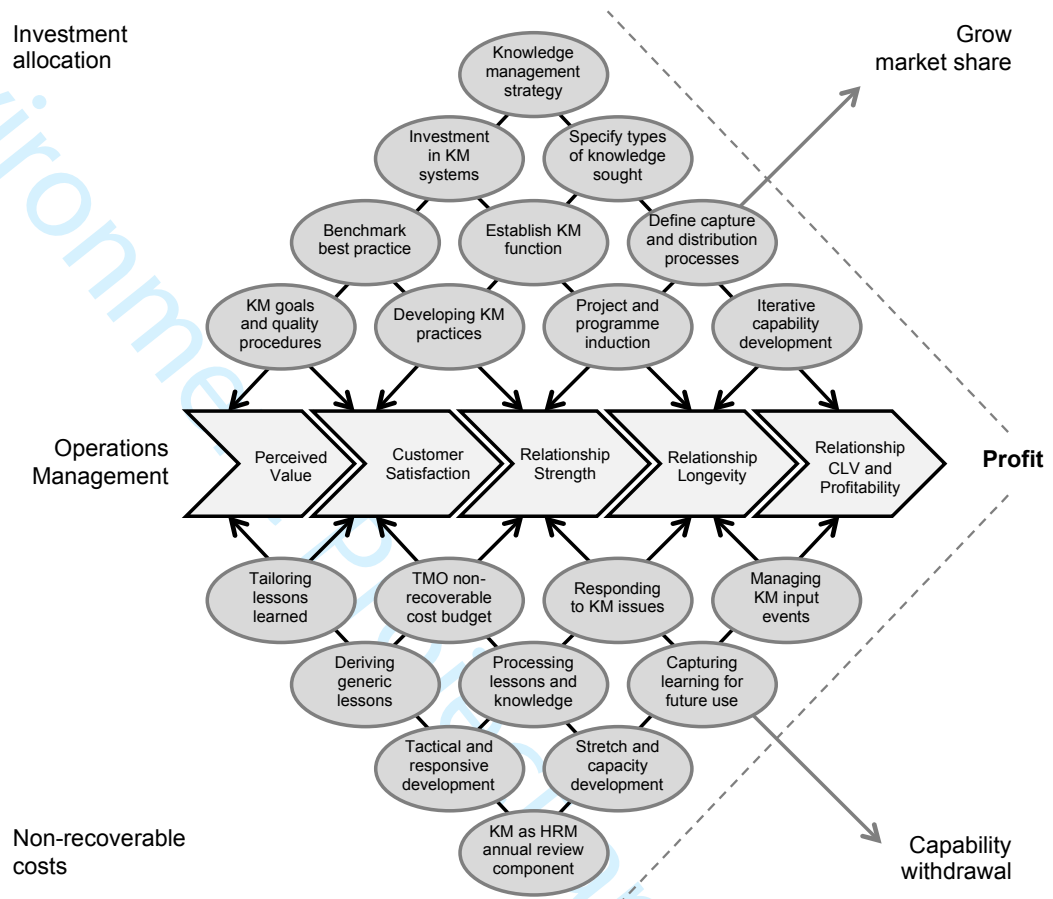 Investment
allocation
Grow
market share
Knowledge
management
strategy
Investment
in KM
systems
Specify types
of knowledge
sought
Benchmark
best practice
Establish KM
function
Define capture
and distribution
processes
KM goals
and quality
procedures
Developing KM
practices
Project and
programme
induction
Iterative
capability
development
Operations
Management
Perceived
Value
Customer
Satisfaction
Relationship
Strength
Relationship
Longevity
Relationship
CLV and
Profitability
Profit
Tailoring
lessons
learned
TMO non-
recoverable
cost budget
Responding
to KM issues
Managing
KM input
events
Deriving
generic
lessons
Processing
lessons and
knowledge
Capturing
learning for
future use
Tactical and
responsive
development
Stretch and
capacity
development
KM as HRM
annual review
component
Non-recoverable
costs
Capability
withdrawal